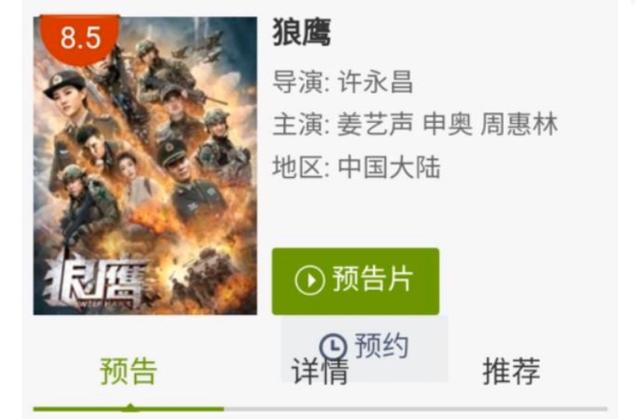 8.5
狼鹰
导演: 许永昌
主演: 姜艺声 申奥 周惠林
地区: 中国大陆
狼鹰
预告片
预约
预告 详情 推荐